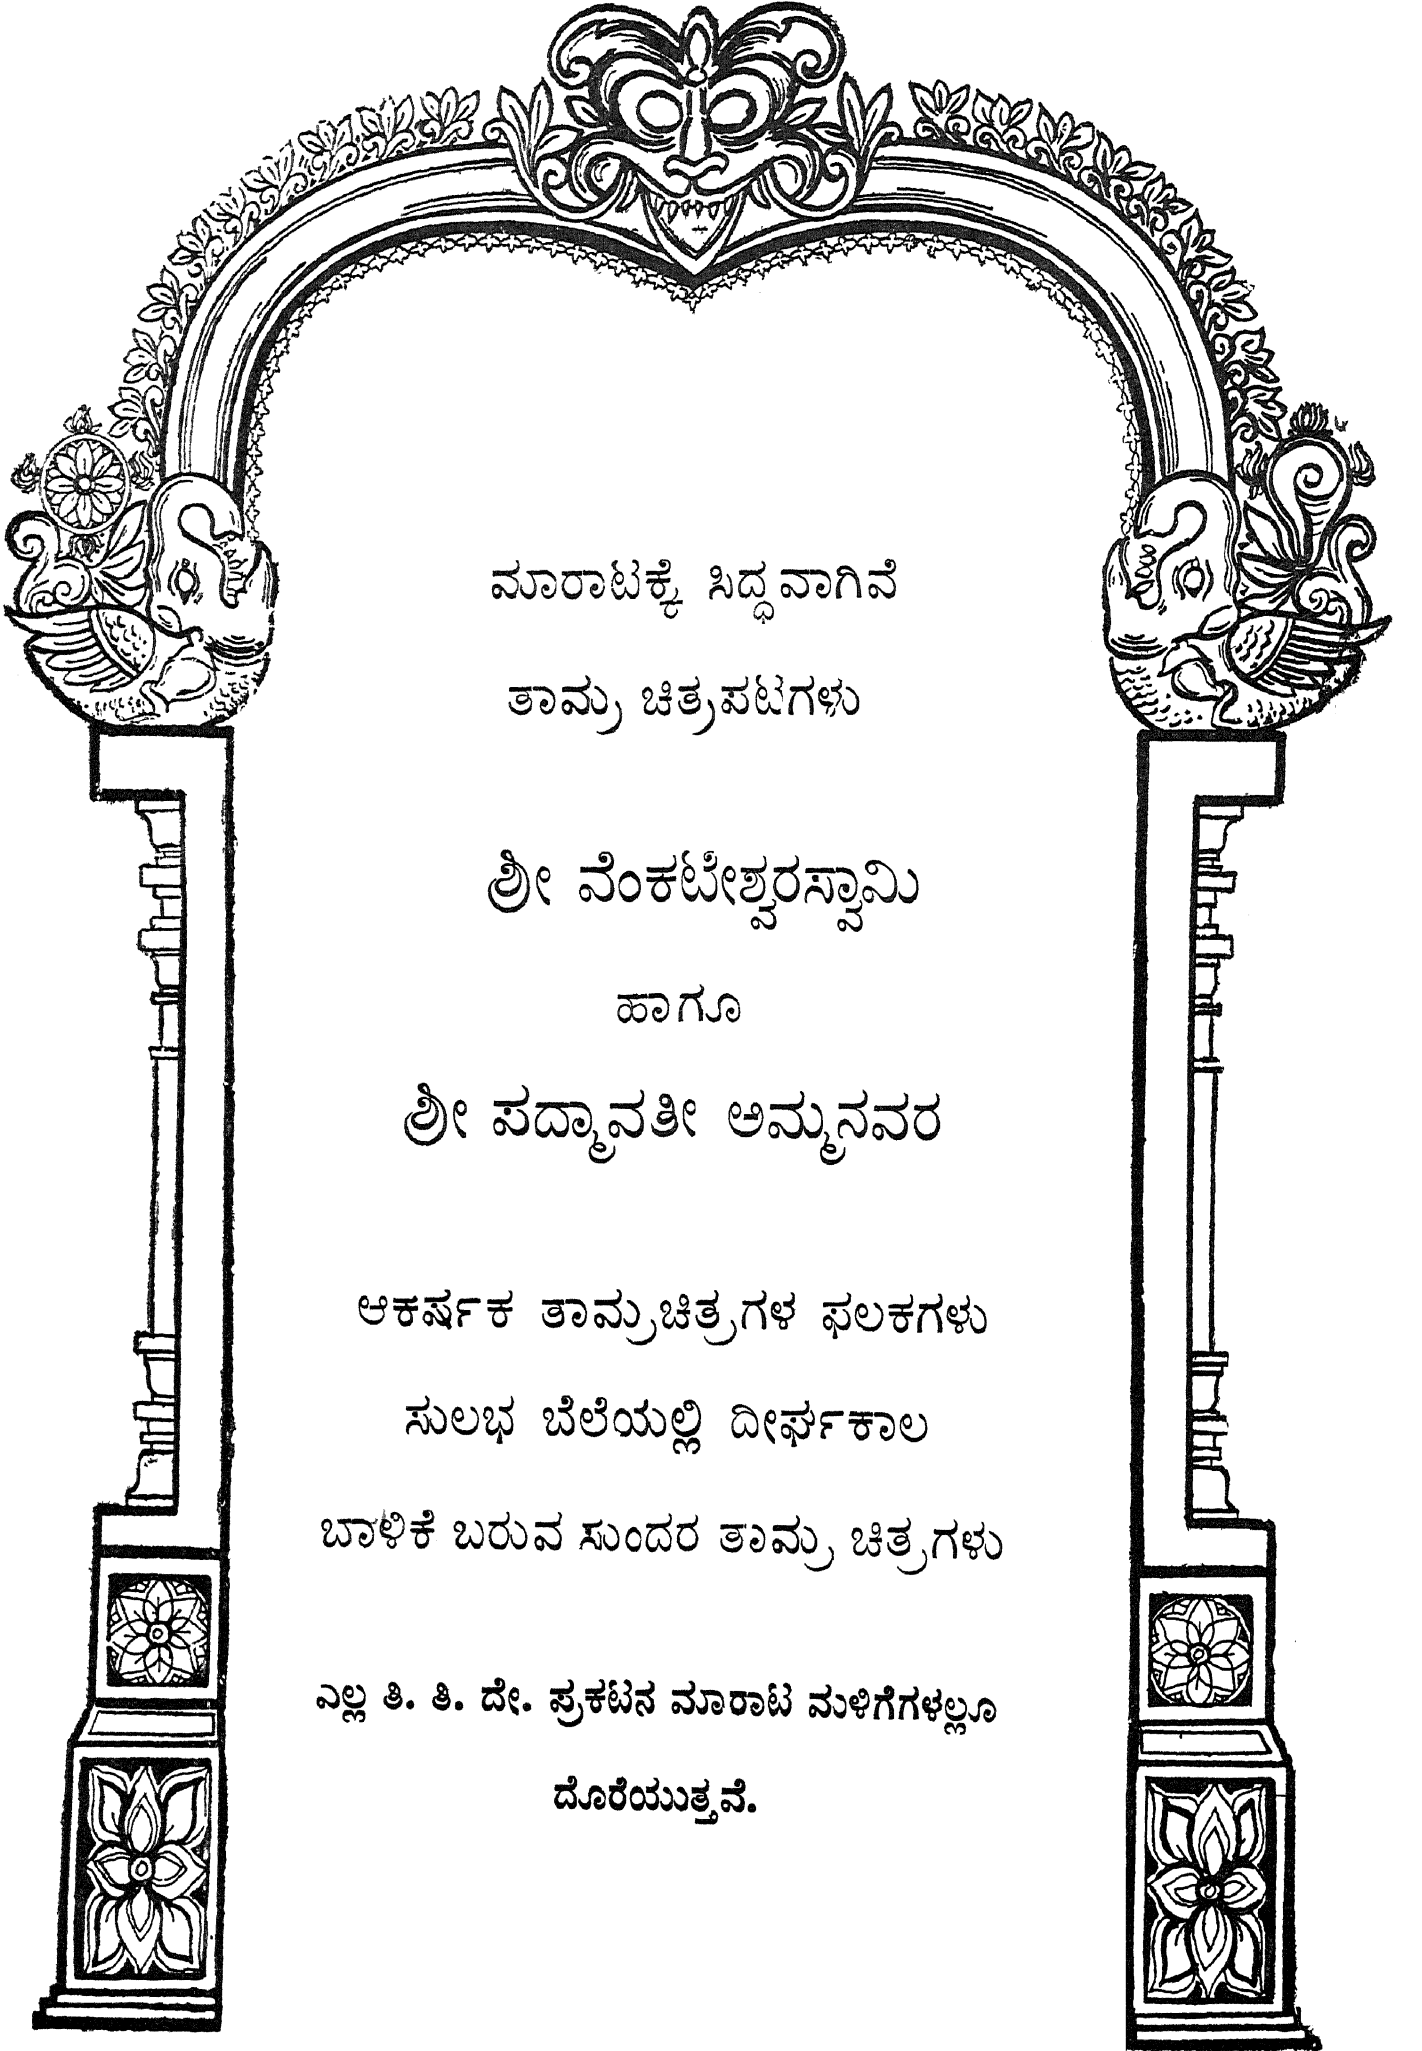 ಮಾರಾಟಕ್ಕೆ ಸಿದ್ಧವಾಗಿವೆ
ತಾಮ್ರ ಚಿತ್ರಪಟಗಳು
ಶ್ರೀ ವೆಂಕಟೇಶ್ವರಸ್ವಾಮಿ
ಹಾಗೂ
ಶ್ರೀ ಪದ್ಮಾವತೀ ಅಮ್ಮನವರ
ಆಕರ್ಷಕ ತಾಮ್ರಚಿತ್ರಗಳ ಫಲಕಗಳು
ಸುಲಭ ಬೆಲೆಯಲ್ಲಿ ದೀರ್ಘಕಾಲ
ಬಾಳಿಕೆ ಬರುವ ಸುಂದರ ತಾಮ್ರ ಚಿತ್ರಗಳು
ಎಲ್ಲ ತಿ. ತಿ. ದೇ. ಪ್ರಕಟನ ಮಾರಾಟ ಮಳಿಗೆಗಳಲ್ಲೂ
ದೊರೆಯುತ್ತವೆ.